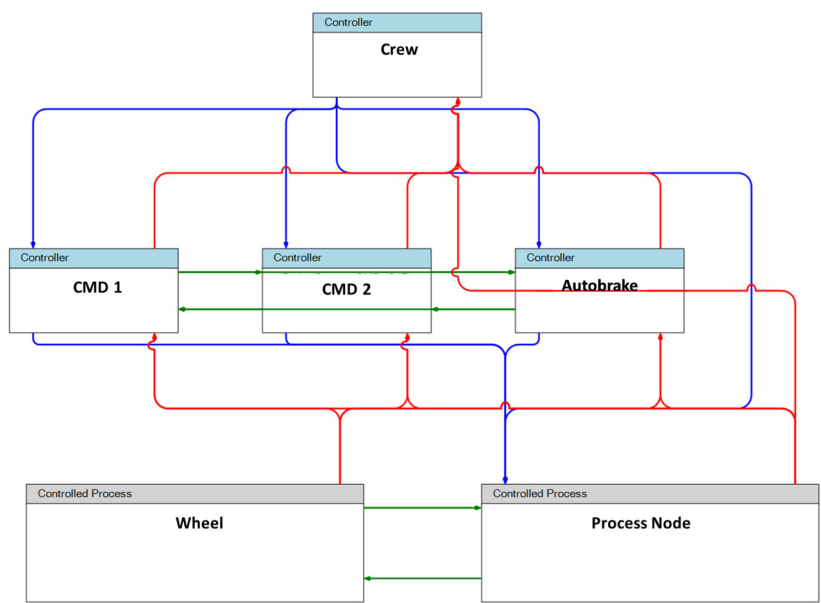 Controller
Crew
Controller
CMD 1
Controller
CMD 2
Controller
Autobrake
Controlled Process
Wheel
Controlled Process
Process Node